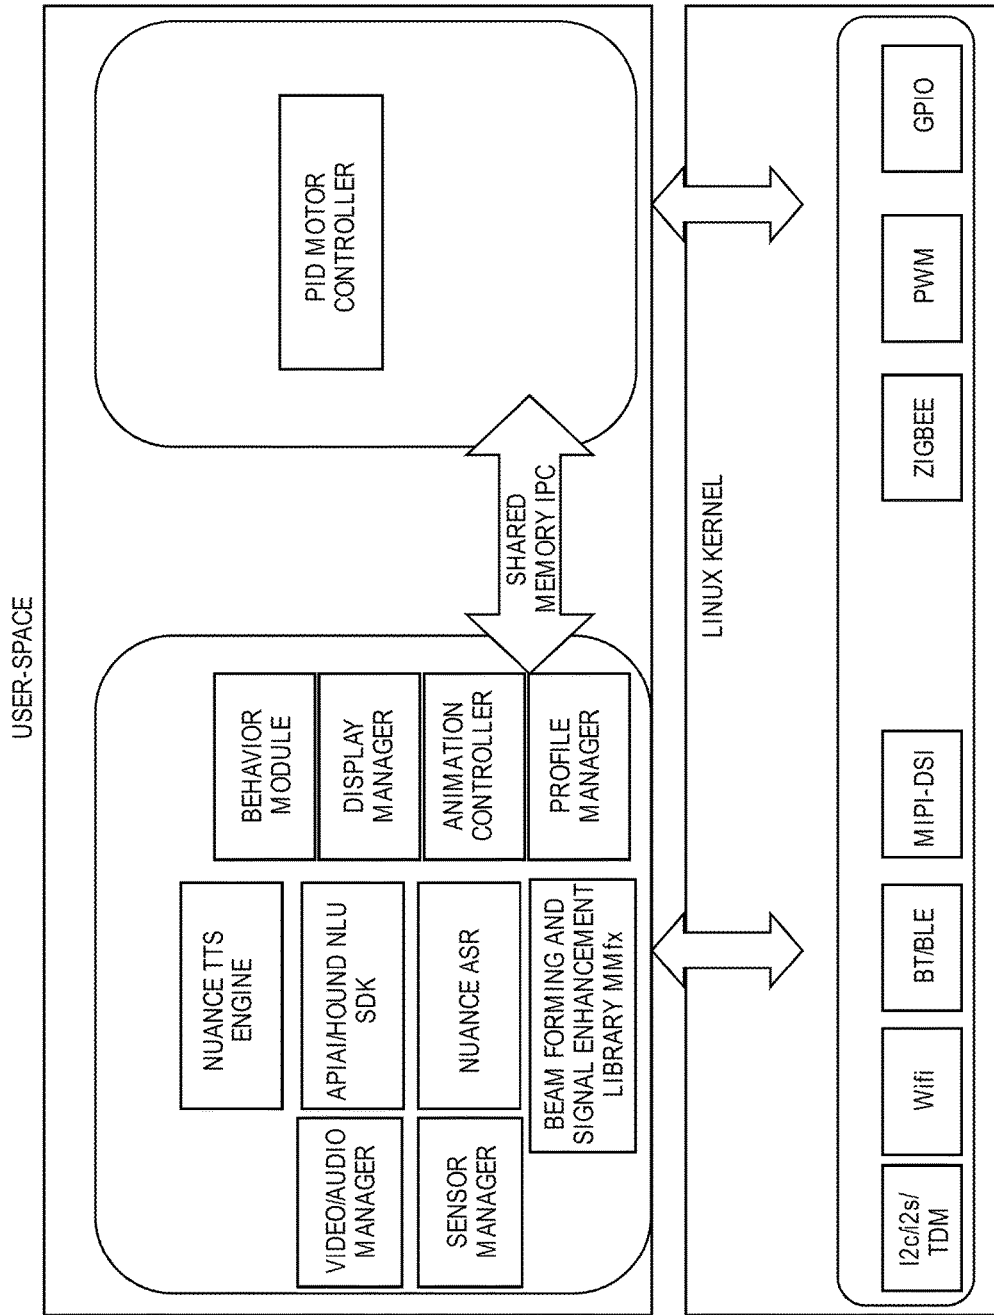 USER-SPACE
NUANCE TTS
ENGINE
BEHAVIOR
MODULE
VIDEO/AUDIO
MANAGER
APIAI/HOUND NLU
SDK
DISPLAY
MANAGER
SENSOR
MANAGER
NUANCE ASR
ANIMATION
CONTROLLER
BEAM FORMING AND
SIGNAL ENHANCEMENT
LIBRARY MMfx
PROFILE
MANAGER
SHARED
MEMORY IPC
PID MOTOR
CONTROLLER
LINUX KERNEL
I2c/i2s/
TDM
Wifi
BT/BLE
MIPI-DSI
ZIGBEE
PWM
GPIO